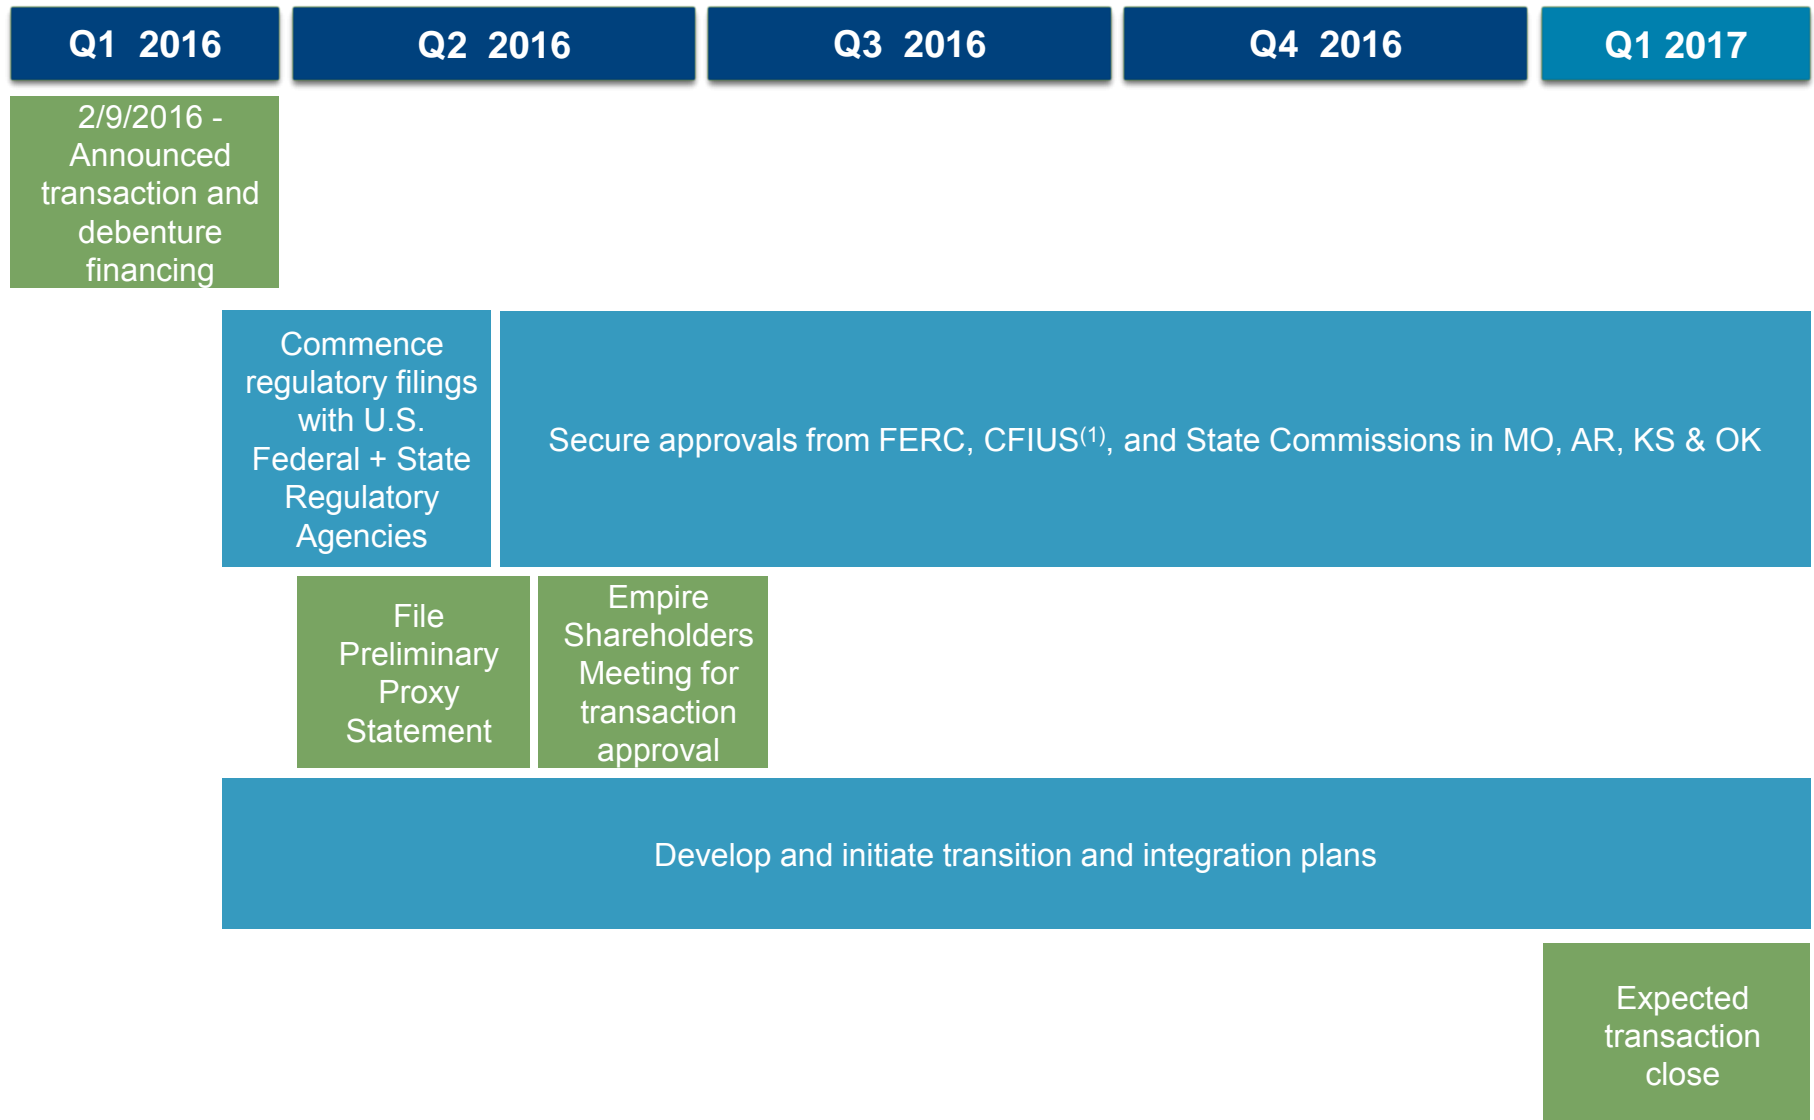 Q1 2016
Q2 2016
Q3 2016
Q4 2016
Q1 2017
2/9/2016 -
Announced
transaction and
debenture
financing
Commence
regulatory filings
with U.S.
Federal + State
Regulatory
Agencies
Secure approvals from FERC, CFIUS(1), and State Commissions in MO, AR, KS & OK
File
Preliminary
Proxy
Statement
Empire
Shareholders
Meeting for
transaction
approval
Develop and initiate transition and integration plans
Expected
transaction
close